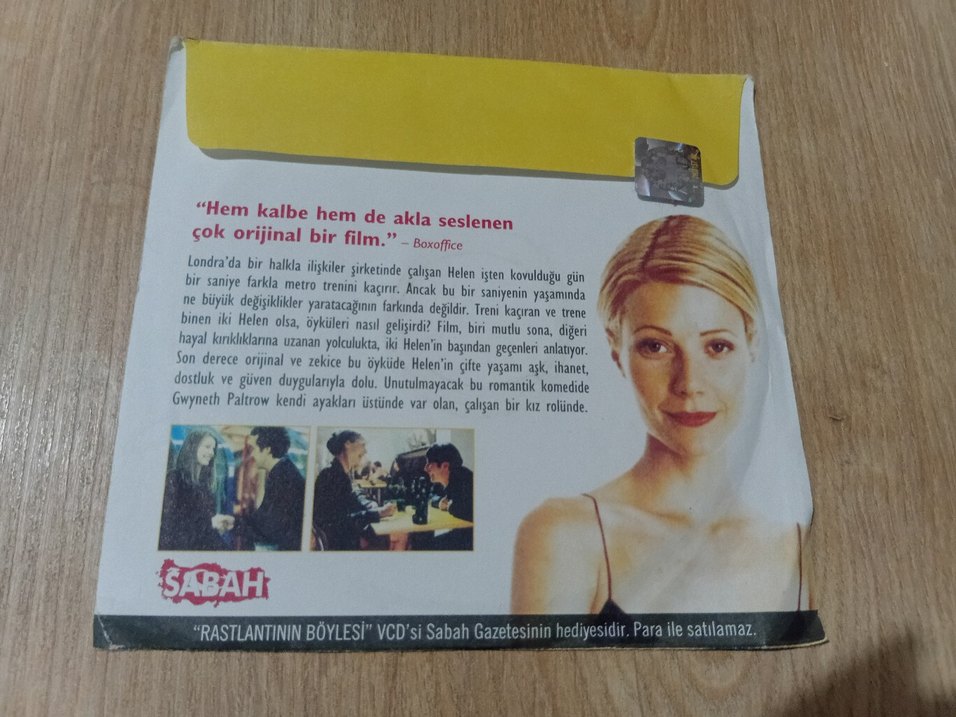 “Hem kalbe hem de akla seslenen
çok orijinal bir film.” – Boxoffice
Londra’da bir halkla ilişkiler şirketinde çalışan Helen işten kovulduğu gün
bir saniye farkla metro trenini kaçırır. Ancak bu bir saniyenin yaşamında
ne büyük değişiklikler yaratacağının farkında değildir. Treni kaçıran ve trene
binen iki Helen olsa, öyküleri nasıl gelişirdi? Film, biri mutlu sona, diğeri
hayal kırıklıklarına uzanan yolculukta, iki Helen’in başından geçenleri anlatıyor.
Son derece orijinal ve zekice bu öyküde Helen’in çifte yaşamı aşk, ihanet,
dostluk ve güven duygularıyla dolu. Unutulmayacak bu romantik komedide
Gwyneth Paltrow kendi ayakları üstünde var olan, çalışan bir kız rolünde.
SABAH
“RASTLANTININ BÖYLESİ” VCD’si Sabah Gazetesinin hediyesidir. Para ile satılamaz.